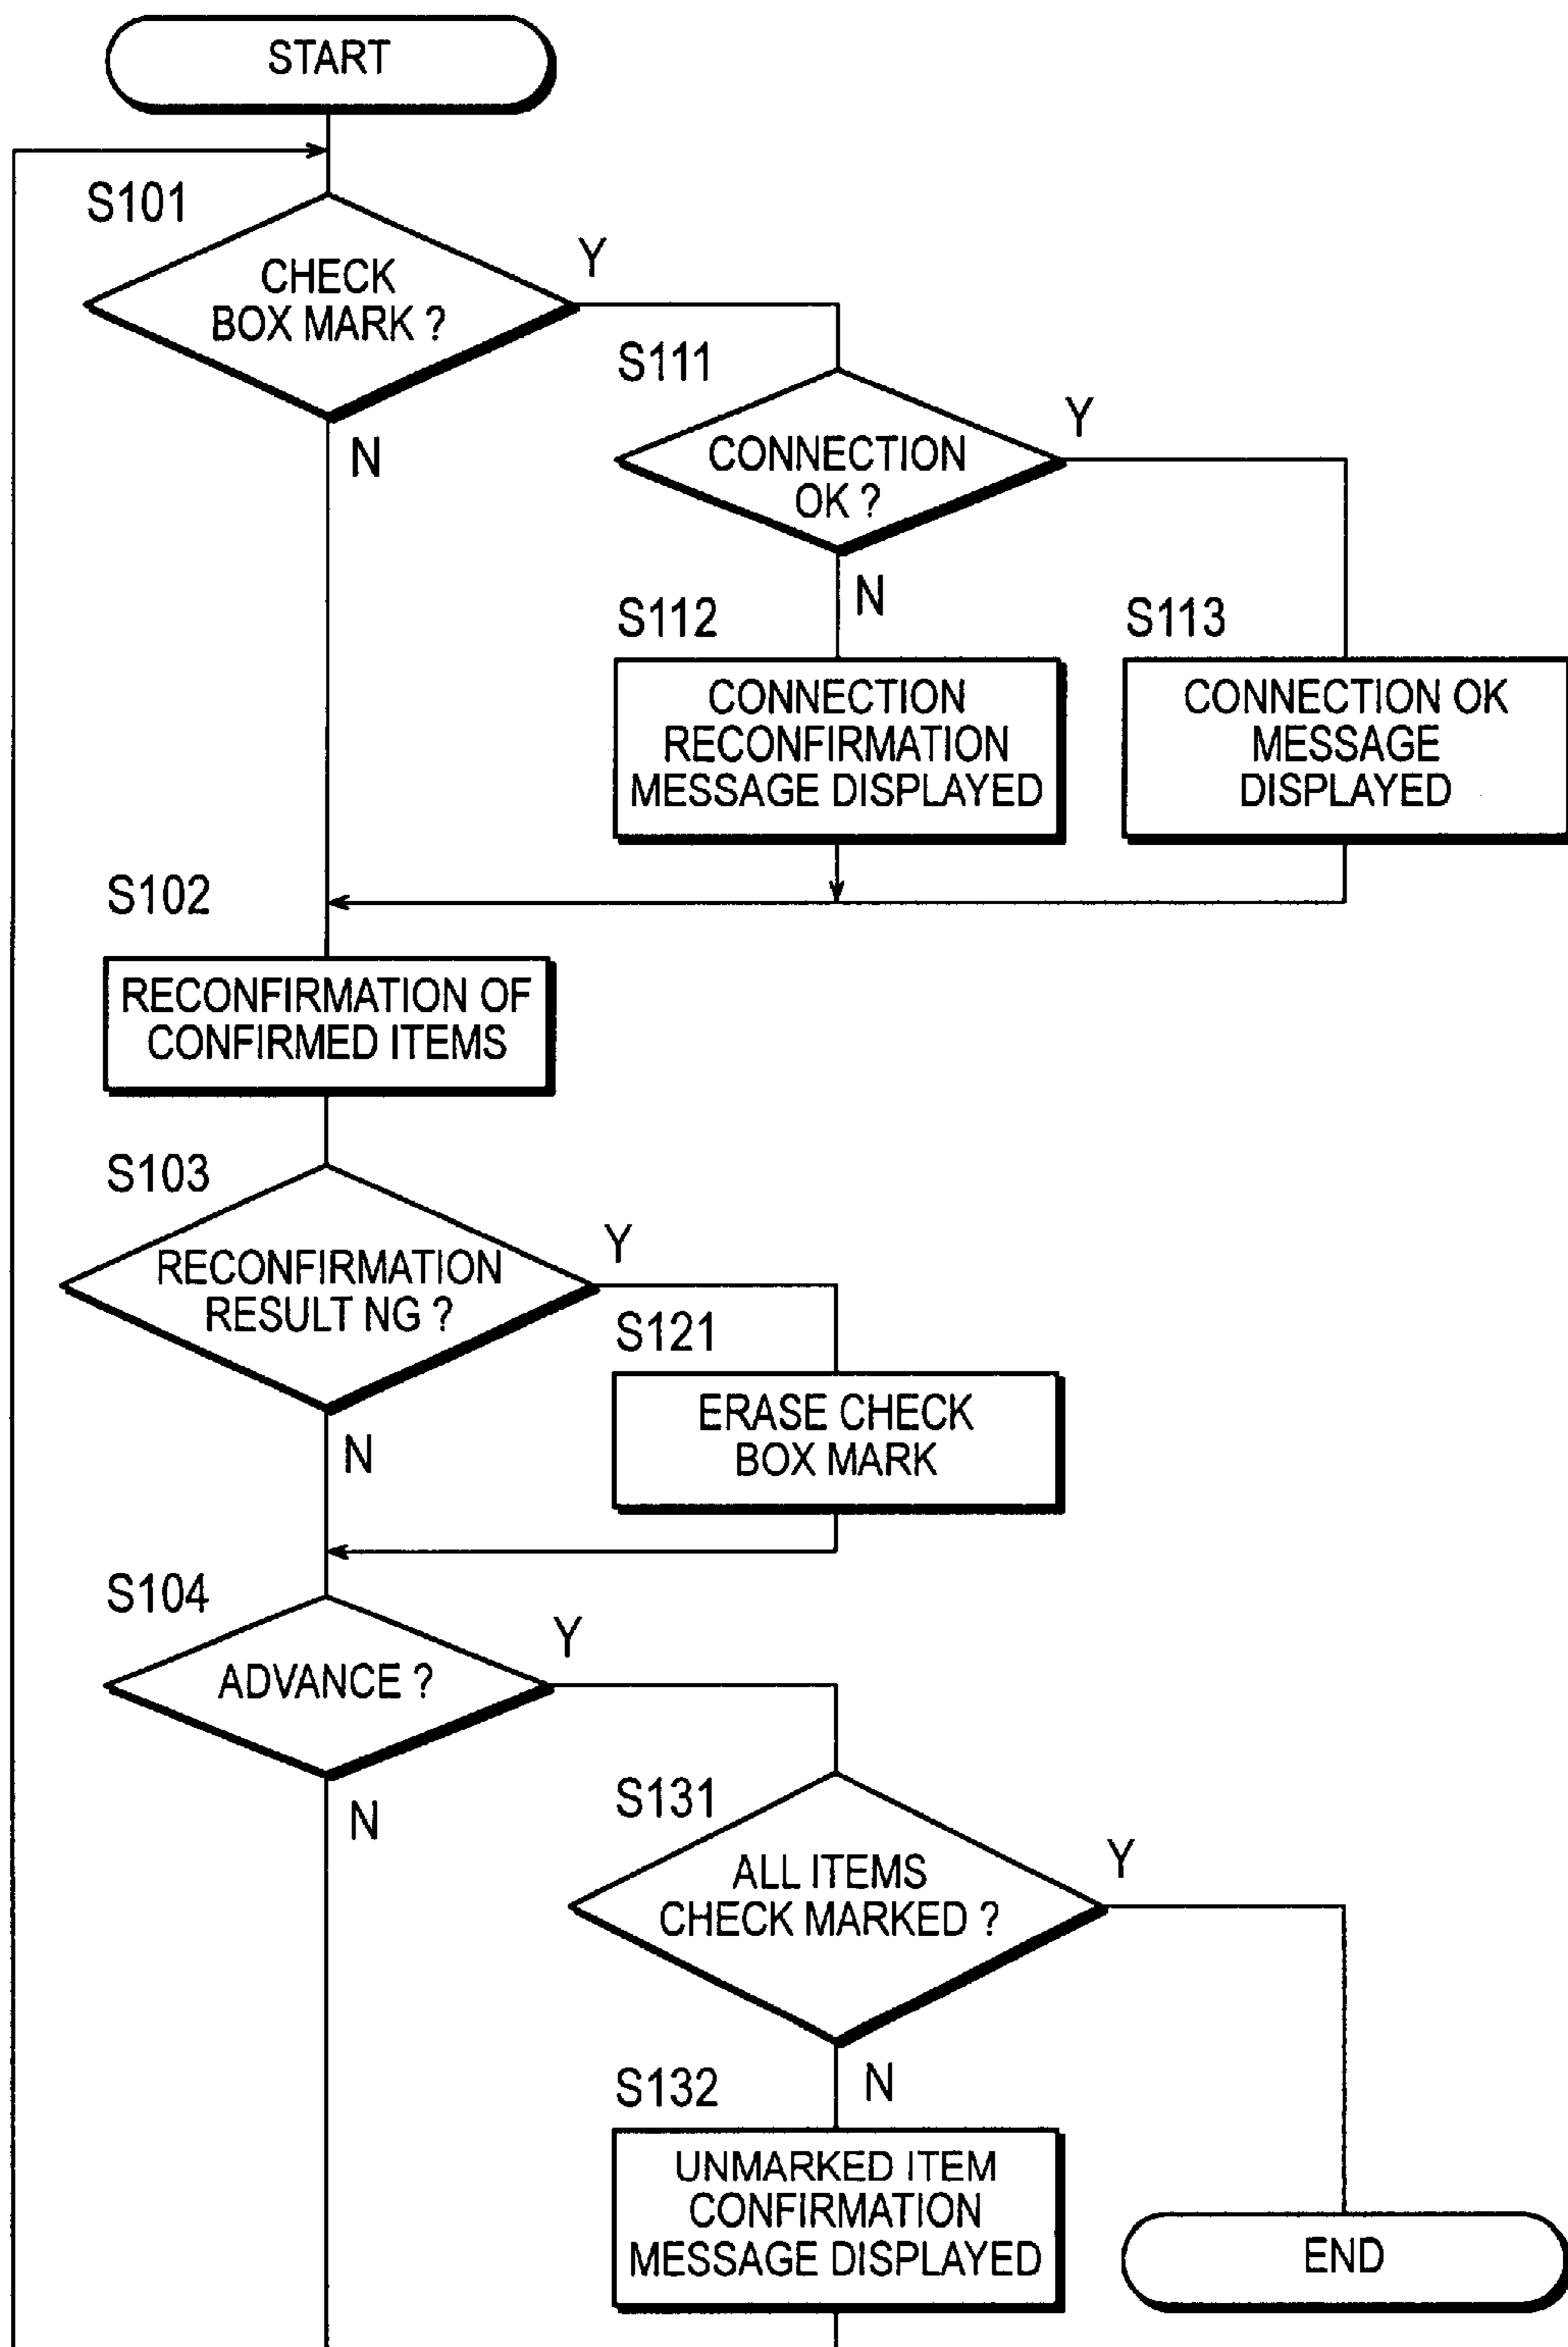 START
S101
CHECK
BOX MARK ?
Y
N
S111
CONNECTION
OK ?
Y
N
S112
CONNECTION
RECONFIRMATION
MESSAGE DISPLAYED
S113
CONNECTION OK
MESSAGE
DISPLAYED
S102
RECONFIRMATION OF
CONFIRMED ITEMS
S103
RECONFIRMATION
RESULT NG ?
Y
N
S121
ERASE CHECK
BOX MARK
S104
ADVANCE ?
Y
N
S131
ALL ITEMS
CHECK MARKED ?
Y
N
S132
UNMARKED ITEM
CONFIRMATION
MESSAGE DISPLAYED
END